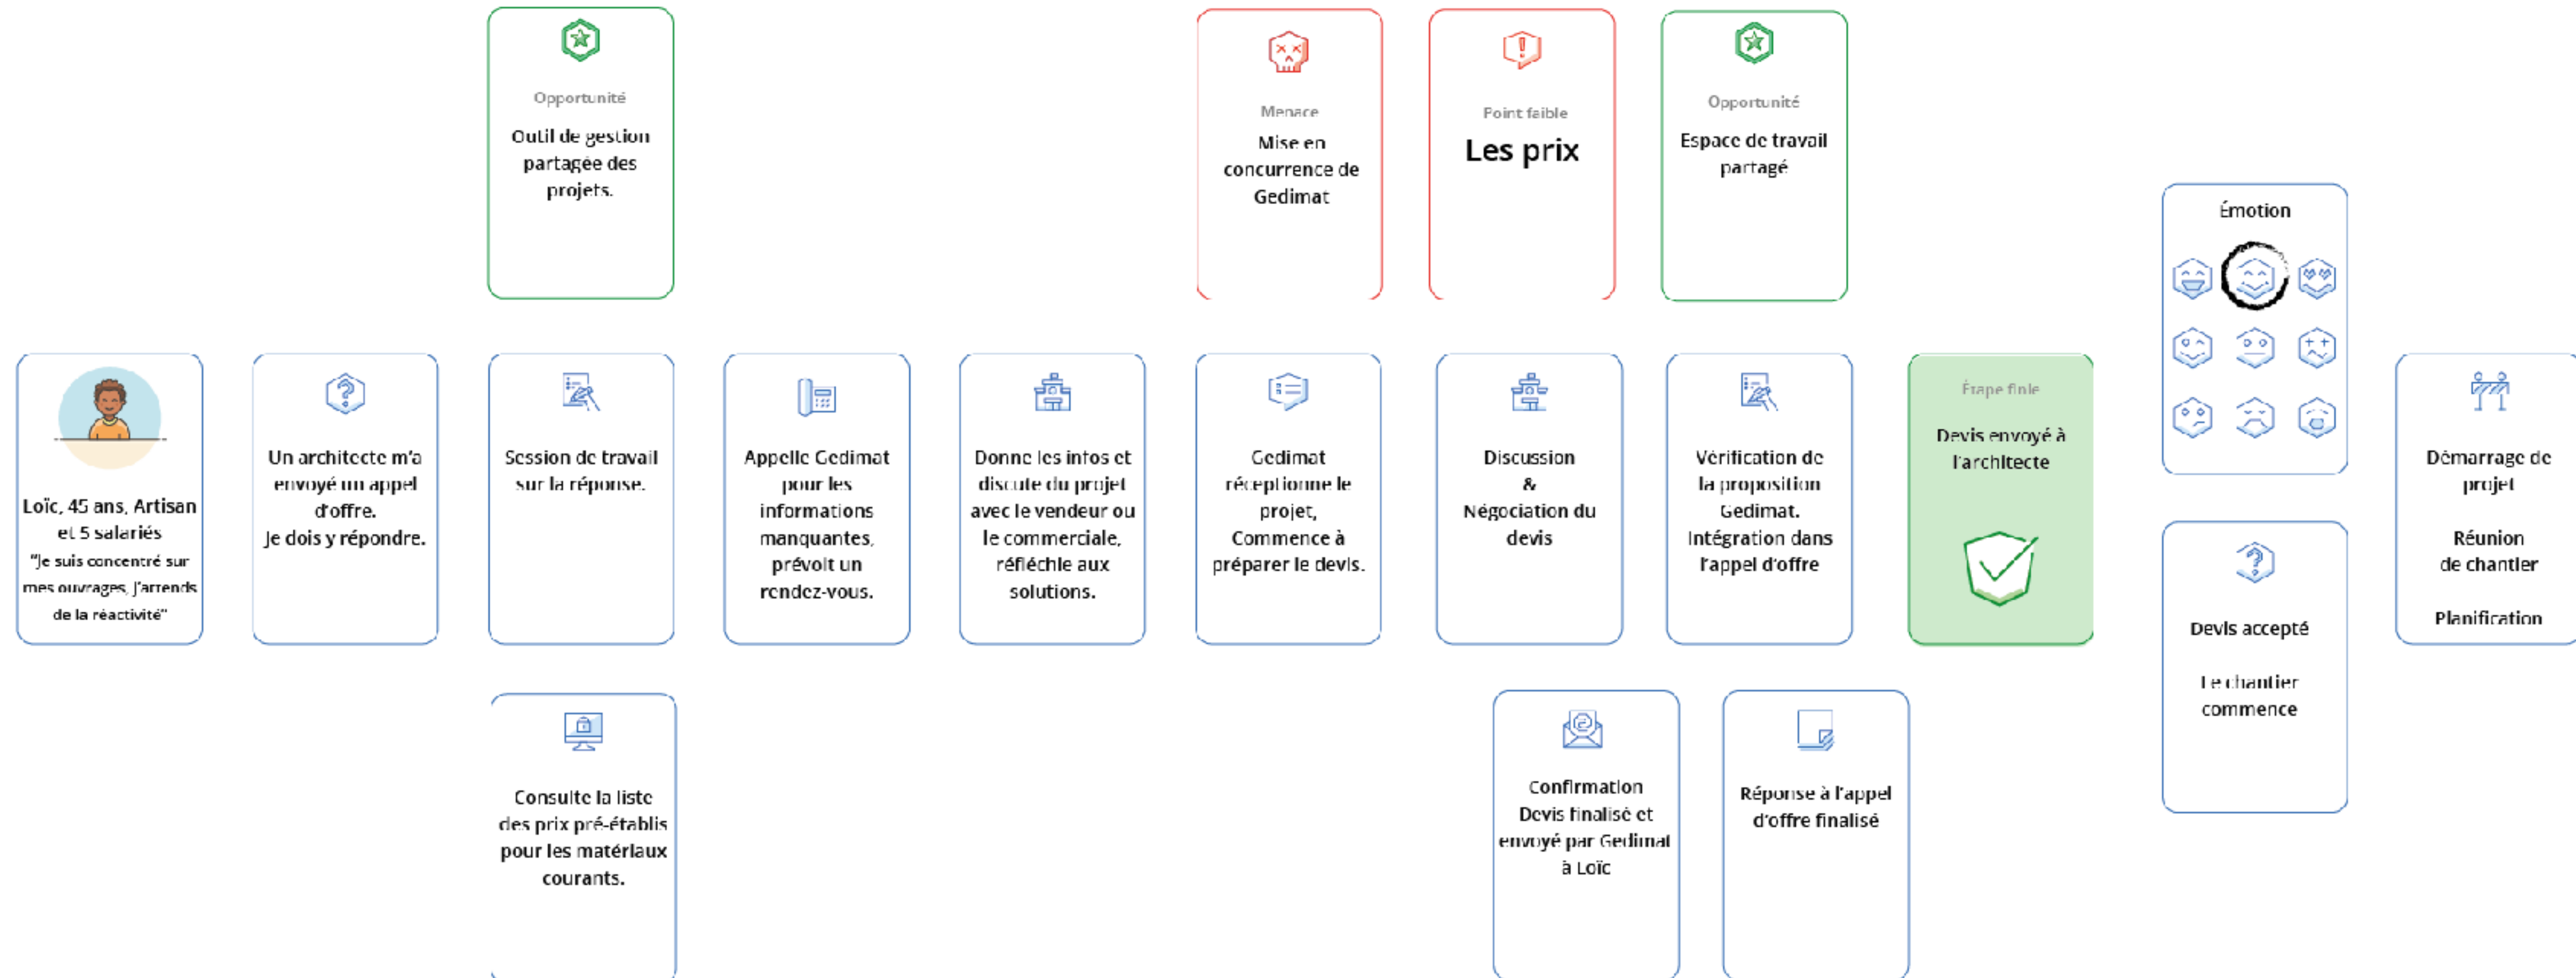 Opportunité
Outil de gestion
partagée des
projets.
Menace
Mise en
concurrence de
Gedimat
Point faible
Les prix
Opportunité
Espace de travail
partagé
Loïc, 45 ans, Artisan
et 5 salariés
"Je suis concentré sur
mes ouvrages, j'attends
de la réactivité"
Un architecte m'a
envoyé un appel
d'offre.
Je dois y répondre.
Session de travail
sur la réponse.
Appelle Gedimat
pour les
informations
manquantes,
prévoit un
rendez-vous.
Donne les infos et
discute du projet
avec le vendeur ou
le commerciale,
réfléchie aux
solutions.
Gedimat
réceptionne le
projet,
Commence à
préparer le devis.
Discussion
&
Négociation du
devis
Vérification de
la proposition
Gedimat.
Intégration dans
l'appel d'offre
Étape finie
Devis envoyé à
l'architecte
Émotion
Devis accepté
Le chantier
commence
Démarrage de
projet
Réunion
de chantier
Planification
Consulte la liste
des prix pré-établis
pour les matériaux
courants.
Confirmation
Devis finalisé et
envoyé par Gedimat
à Loïc
Réponse à l'appel
d'offre finalisé